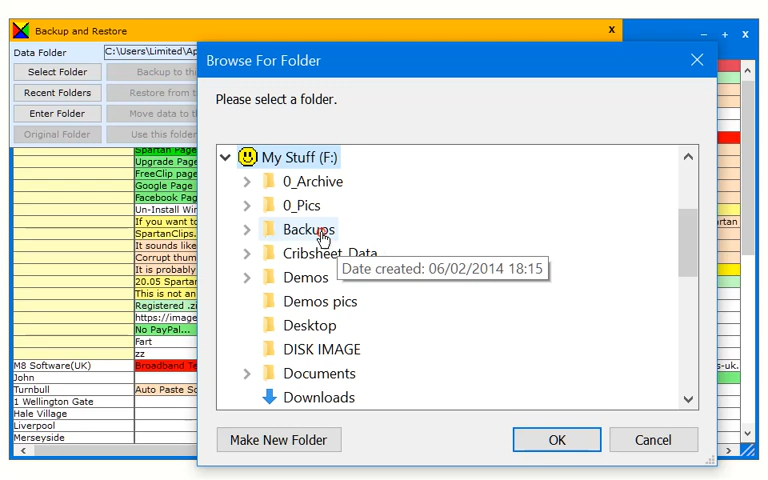 Backup and Restore
x
Data Folder
C:\Users\Limited\Ap
Select Folder
Backup to thi
Recent Folders
Restore from t
Enter Folder
Move data to th
Original Folder
Use this folder
Browse For Folder
Please select a folder.
My Stuff (F:)
0_Archive
0_Pics
Backups
Cribsheet_Data
Date created: 06/02/2014 18:15
Demos
Demos pics
Desktop
DISK IMAGE
Documents
Downloads
Make New Folder
OK
Cancel
Spartan Page
Upgrade Page
FreeClip page
Google Page
Facebook Pag
Un-Install Wir
If you want to
rtan
SpartanClips.
It sounds like
Corrupt thum
It is probably
20.05 Spartar
This is not an
Registered .zi
https://image
No PayPal...
Fart
zz
M8 Software(UK)
Broadband Te
s-uk.
John
Turnbull
Auto Paste Sc
1 Wellington Gate
Hale Village
Liverpool
Merseyside